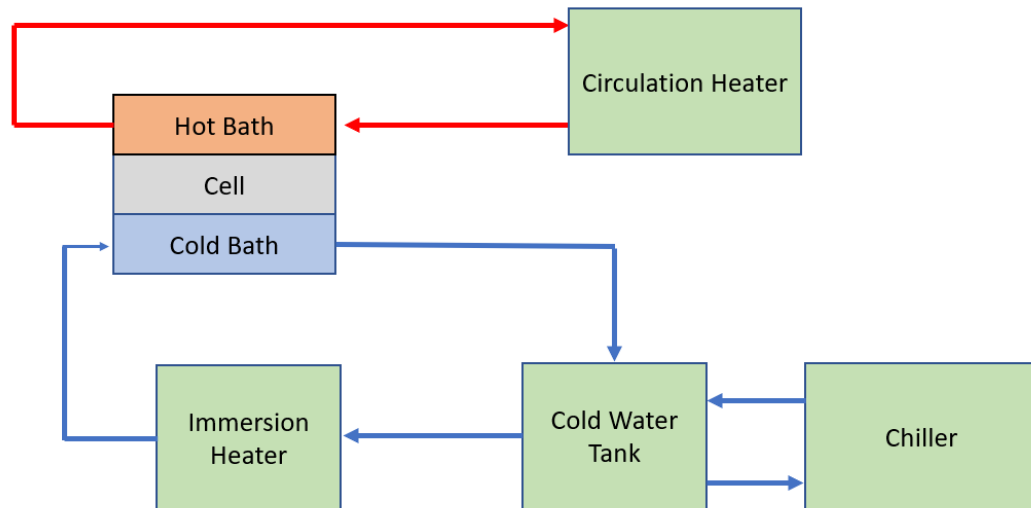 Circulation Heater
Hot Bath
Cell
Cold Bath
Immersion
Heater
Cold Water
Tank
Chiller